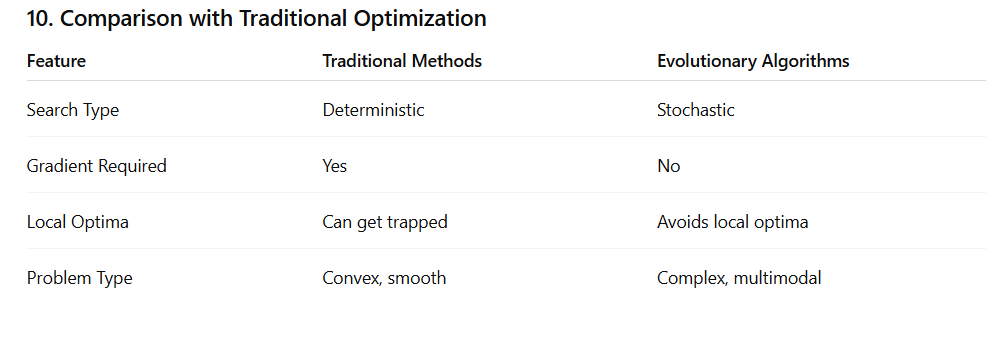 10. Comparison with Traditional Optimization
Feature Traditional Methods Evolutionary Algorithms
Search Type Deterministic Stochastic
Gradient Required Yes No
Local Optima Can get trapped Avoids local optima
Problem Type Convex, smooth Complex, multimodal